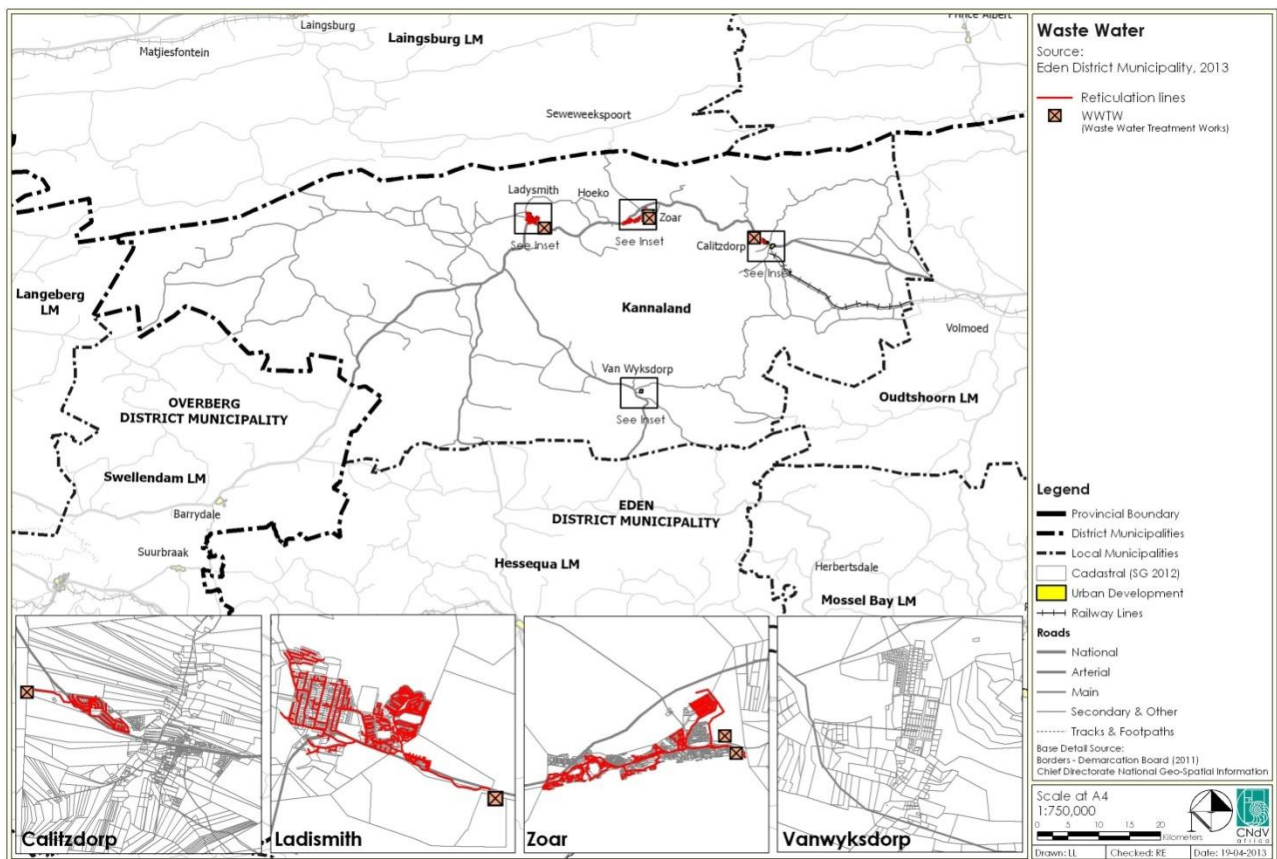 Laingsburg
Prince Albert
Laingsburg LM
Matjiesfontein
Seweweekspoort
Ladysmith
Hoeko
Zoar
See Inset
See Inset
Calitzdorp
See Inset
Langeberg
LM
Kannaland
Volmoed
Van Wyksdorp
See Inset
Oudtshoorn LM
OVERBERG
DISTRICT MUNICIPALITY
Swellendam LM
Barrydale
EDEN
DISTRICT MUNICIPALITY
Suurbraak
Hessequa LM
Herbertsdale
Mossel Bay LM
Calitzdorp
Ladismith
Zoar
Vanwyksdorp
Waste Water
Source:
Eden District Municipality, 2013
Reticulation lines
WWTW
(Waste Water Treatment Works)
Legend
Provincial Boundary
District Municipalities
Local Municipalities
Cadastral (SG 2012)
Urban Development
Railway Lines
Roads
National
Arterial
Main
Secondary & Other
Tracks & Footpaths
Base Detail Source:
Borders - Demarcation Board (2011)
Chief Directorate National Geo-Spatial Information
Scale at A4
1:750,000
0 5 10 15 20
Kilometers
CNdV
africa
Drawn: LL Checked: RE Date: 19-04-2013